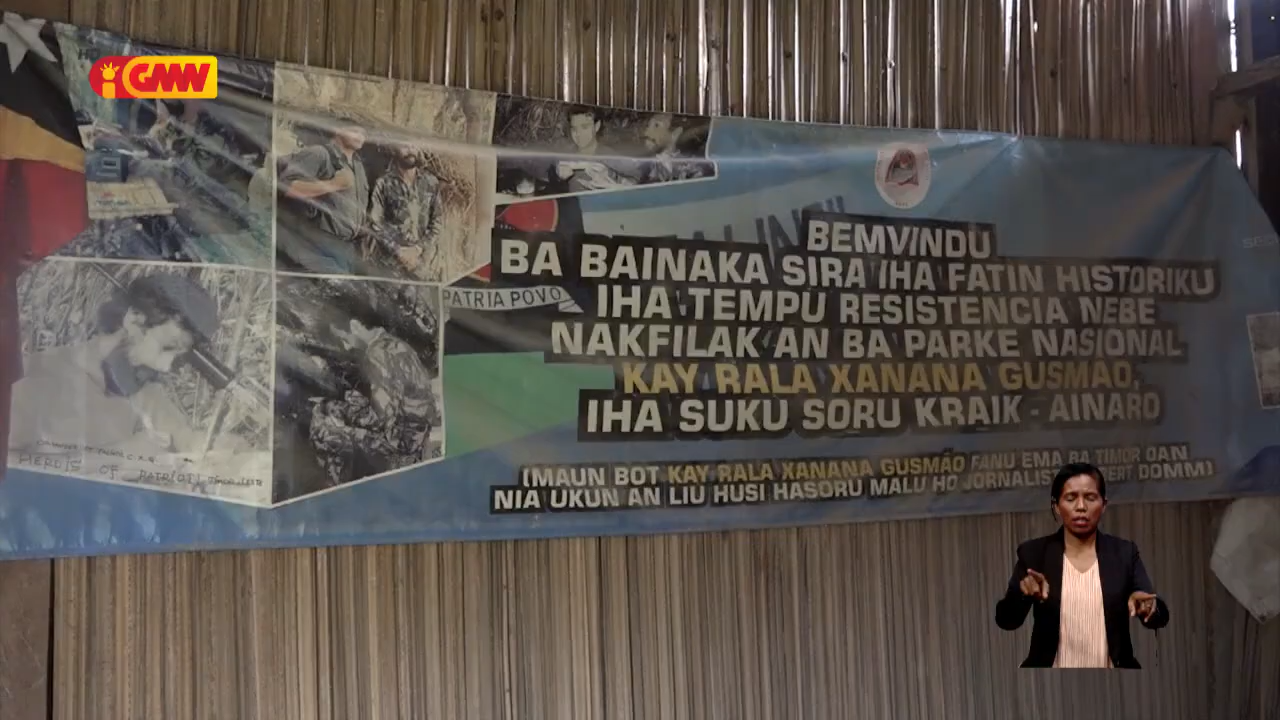 GMN
BEMVINDU
BA BAINAKA SIRA IHA FATIN HISTORIKU
IHA TEMPU RESISTENCIA NEBE
NAKFILAK AN BA PARKE NASIONAL
KAY RALA XANANA GUSMÃO,
IHA SUKU SORU KRAIK - AINARO
(MAUN BOT KAY RALA XANANA GUSMÃO FANU EMA BA TIMOR OAN
NIA UKUN AN LIU HUSI HASORU MALU HO JORNALIS DOMM)
PATRIA POVO
HEROIS OF PATRIOTI